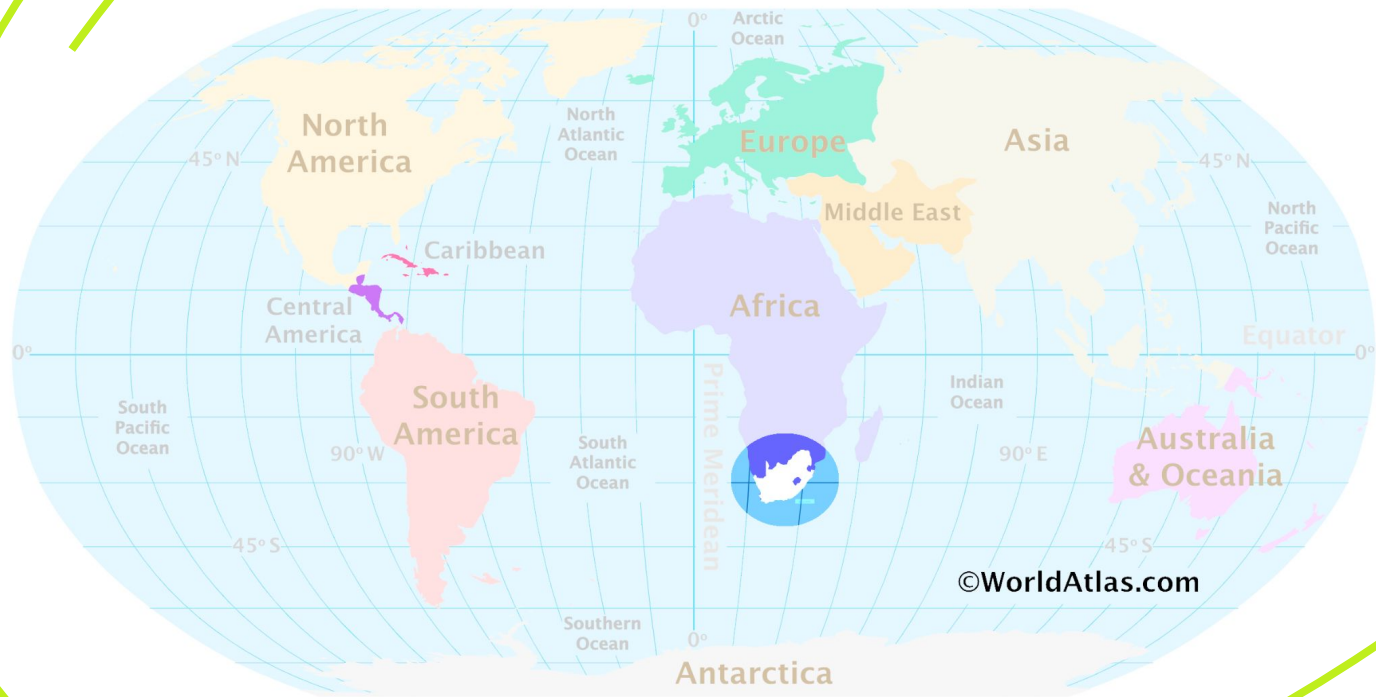 0°
Arctic
Ocean
North
America
North
Atlantic
Ocean
Europe
Asia
45° N
45° N
Middle East
North
Pacific
Ocean
Caribbean
Central
America
Africa
Equator
0°
0°
South
Pacific
Ocean
South
America
Prime Meridean
Indian
Ocean
90° W
South
Atlantic
Ocean
90° E
Australia
& Oceania
45° S
45° S
©WorldAtlas.com
Southern
Ocean
0°
Antarctica